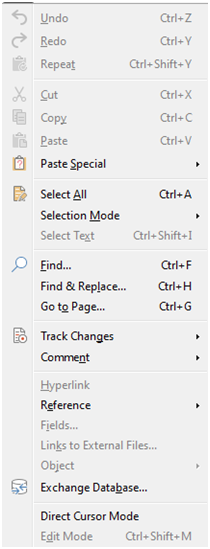 Undo Ctrl+Z
Redo Ctrl+Y
Repeat Ctrl+Shift+Y
Cut Ctrl+X
Copy Ctrl+C
Paste Ctrl+V
Paste Special
Select All Ctrl+A
Selection Mode
Select Text Ctrl+Shift+I
Find... Ctrl+F
Find & Replace... Ctrl+H
Go to Page... Ctrl+G
Track Changes
Comment
Hyperlink
Reference
Fields...
Links to External Files...
Object
Exchange Database...
Direct Cursor Mode
Edit Mode Ctrl+Shift+M